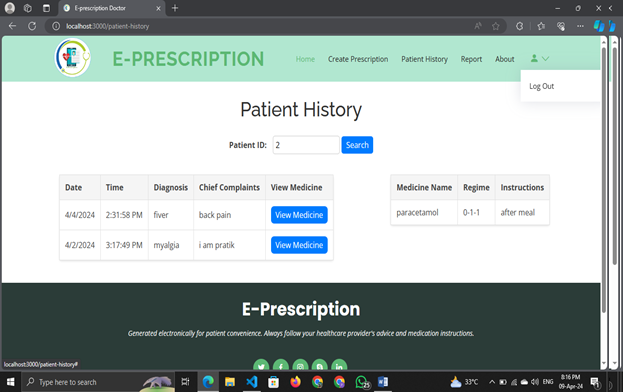 E-prescription Doctor
localhost:3000/patient-history
E-PRESCRIPTION
Home Create Prescription Patient History Report About
Log Out
Patient History
Patient ID: 2 Search
Date Time Diagnosis Chief Complaints View Medicine
4/4/2024 2:31:58 PM fiver back pain View Medicine
4/2/2024 3:17:49 PM myalgia i am pratik View Medicine
Medicine Name Regime Instructions
paracetamol 0-1-1 after meal
E-Prescription
Generated electronically for patient convenience. Always follow your healthcare provider's advice and medication instructions.
localhost:3000/patient-history#
Type here to search
25
33°C
ENG
8:16 PM
09-Apr-24